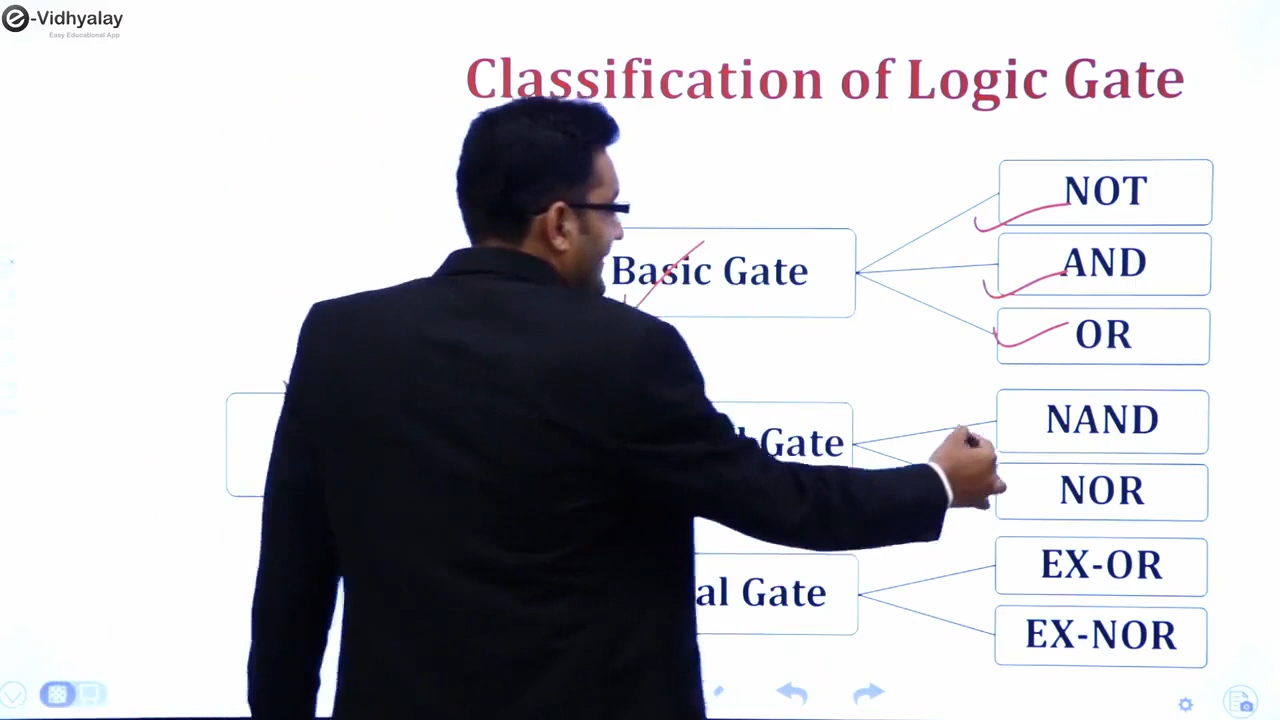 e-Vidhyalay
Easy Educational App
Classification of Logic Gate
Basic Gate
NOT
AND
OR
Gate
NAND
NOR
Gate
EX-OR
EX-NOR